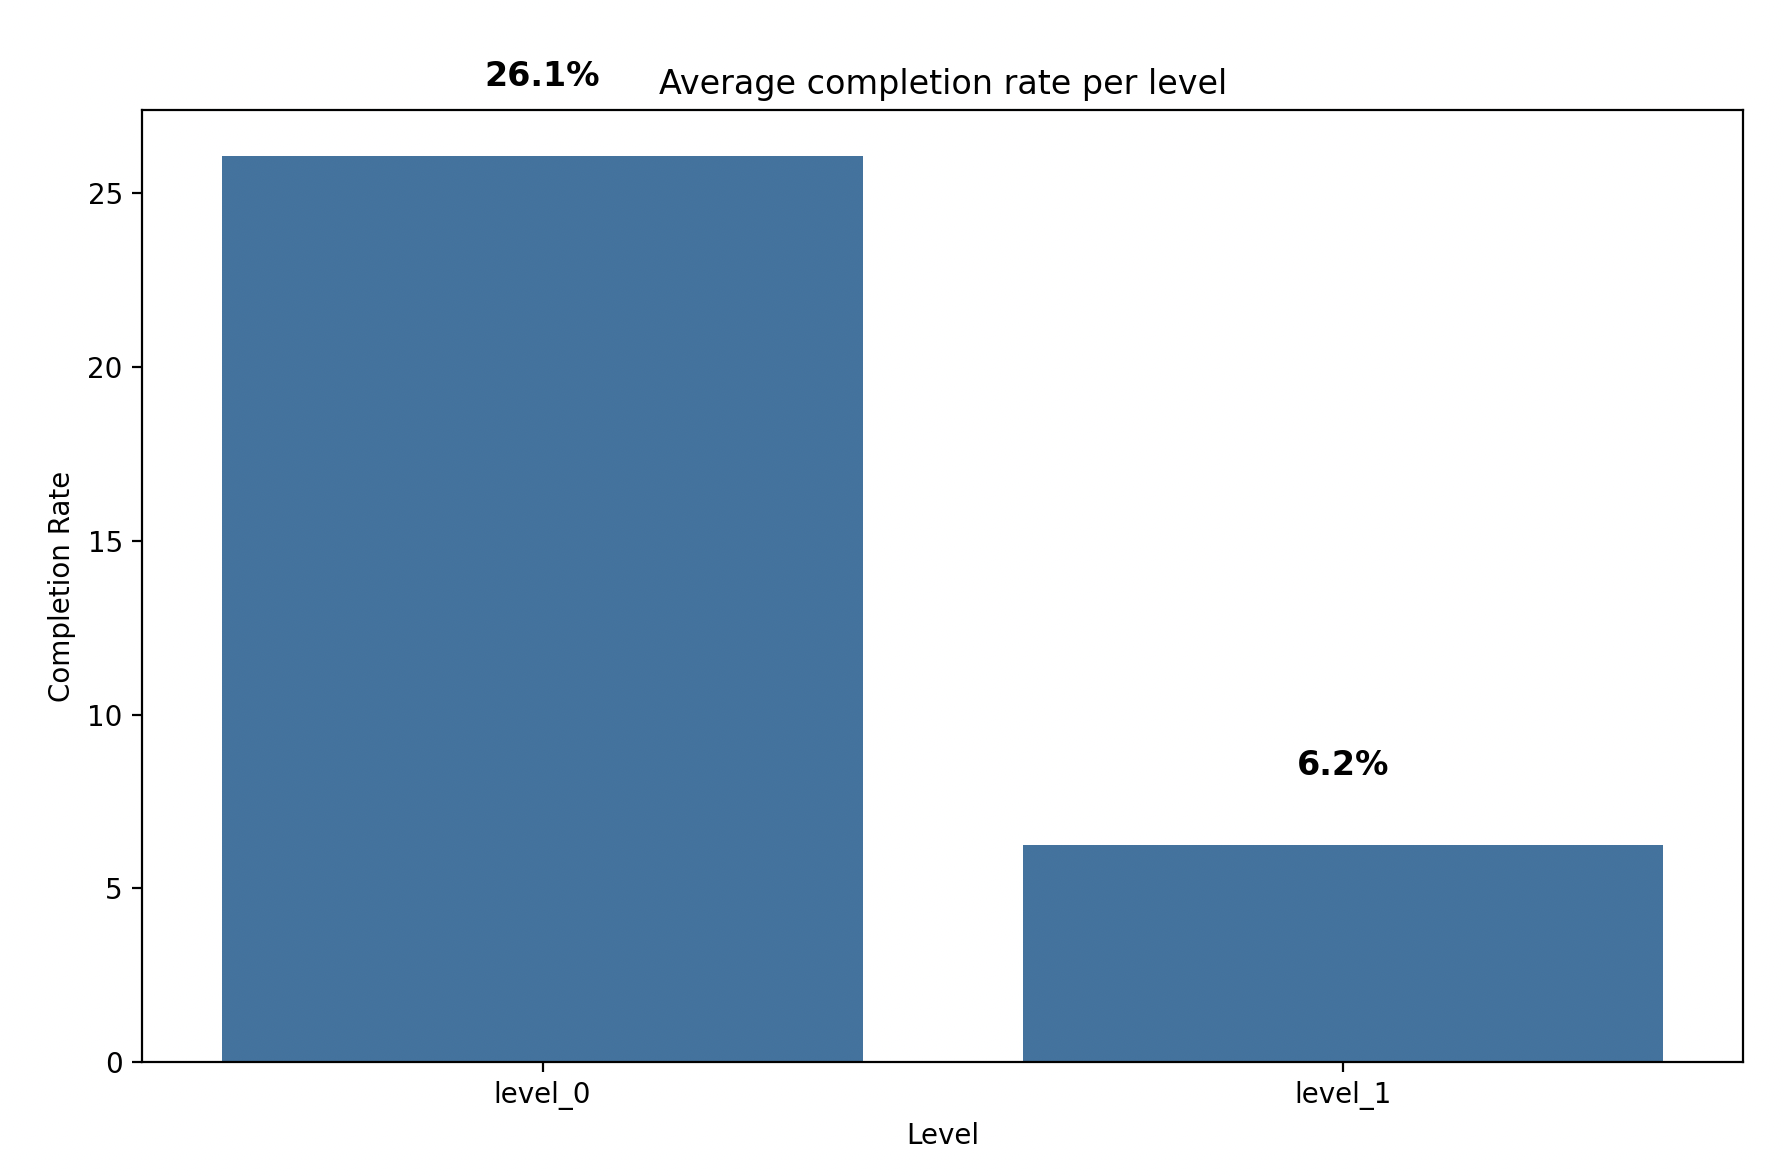 26.1%
Average completion rate per level
25
20
15
10
5
0
Completion Rate
6.2%
level_0
level_1
Level